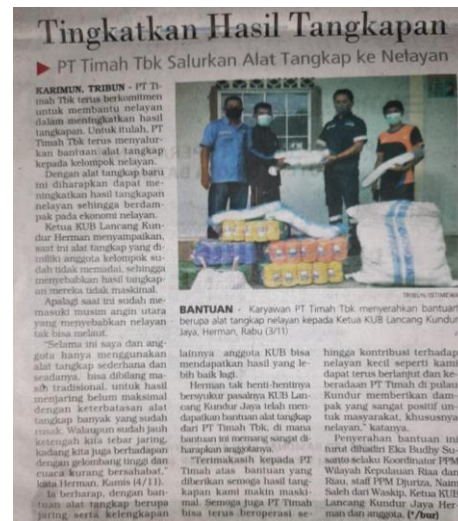 Tingkatkan Hasil Tangkapan
PT Timah Tbk Salurkan Alat Tangkap ke Nelayan
KARIMUN, TRIBUN - PT Ti-
mah Tbk terus berkomitmen
untuk membantu nelayan
dalam meningkatkan hasil
tangkapan. Untuk itulah, PT
Timah Tbk terus menyalur-
kan bantuan alat tangkap
kepada kelompok nelayan.
Dengan alat tangkap baru
ini diharapkan dapat me-
ningkatkan hasil tangkapan
nelayan sehingga berdam-
pak pada ekonomi nelayan.
Ketua KUB Lancang Kun-
dur Herman menyampaikan,
saat ini alat tangkap yang di-
miliki anggota kelompok su-
dah tidak memadai, sehingga
menyebabkan hasil tangkap-
an mereka tidak maksimal.
Apalagi saat ini sudah me-
masuki musim angin utara
yang menyebabkan nelayan
tak bisa melaut.
"Selama ini saya dan ang-
gota hanya menggunakan
alat tangkap sederhana dan
seadanya, bisa dibilang ma-
sih tradisional, untuk hasil
menjaring belum maksimal
dengan keterbatasan alat
tangkap banyak yang sudah
rusak. Walaupun sudah jauh
ketengah kita tebar jaring,
kadang kita juga berhadapan
dengan gelombang tinggi dan
cuaca kurang bersahabat,"
kata Herman, Kamis (4/11).
Ia berharap, dengan ban-
tuan alat tangkap berupa
jaring serta kelengkapan
TRIBUN/ISTIMEWA
BANTUAN - Karyawan PT Timah Tbk menyerahkan bantuan
berupa alat tangkap nelayan kepada Ketua KUB Lancang Kundur
Jaya, Herman, Rabu (3/11)
lainnya anggota KUB bisa
mendapatkan hasil yang le-
bih baik lagi.
Herman tak henti-hentinya
bersyukur pasalnya KUB Lan-
cang Kundur Jaya telah men-
dapatkan bantuan alat tangkap
dari PT Timah Tbk, di mana
bantuan ini memang sangat di-
harapkan anggotanya.
"Terimakasih kepada PT
Timah atas bantuan yang
diberikan semoga hasil tang-
kapan kami makin maksi-
mal. Semoga juga PT Timah
bisa terus beroperasi se-
hingga kontribusi terhadap
nelayan kecil seperti kami
dapat terus berlanjut dan ke-
beradaan PT Timah di pulau
Kundur memberikan dam-
pak yang sangat positif un-
tuk masyarakat, khususnya
nelayan," katanya.
Penyerahan bantuan ini
turut dihadiri Eka Budhy Su-
santo selaku Koordinator PPM
Wilayah Kepulauan Riau dan
Riau, staff PPM Djuriza, Naim
Saleh dari Waskip, Ketua KUB
Lancang Kundur Jaya Her-
man dan anggota. (*/hur)